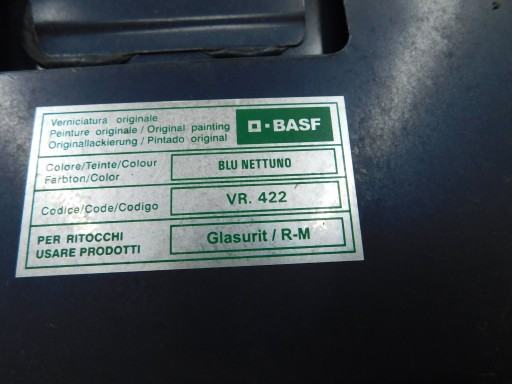 Verniciatura originale
Peinture originale / Original painting
Originallackierung / Pintado original
BASF
Colore/Teinte/Colour
Farbton/Color
BLU NETTUNO
Codice/Code/Codigo
VR. 422
PER RITOCCHI
USARE PRODOTTI
Glasurit / R-M